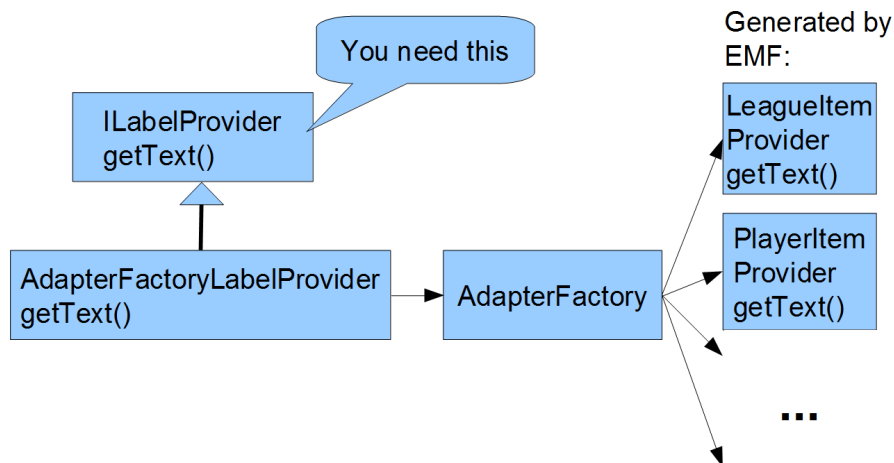 Generated by
EMF:
You need this
ILabelProvider
getText()
LeagueItem
Provider
getText()
AdapterFactoryLabelProvider
getText()
AdapterFactory
PlayerItem
Provider
getText()
...